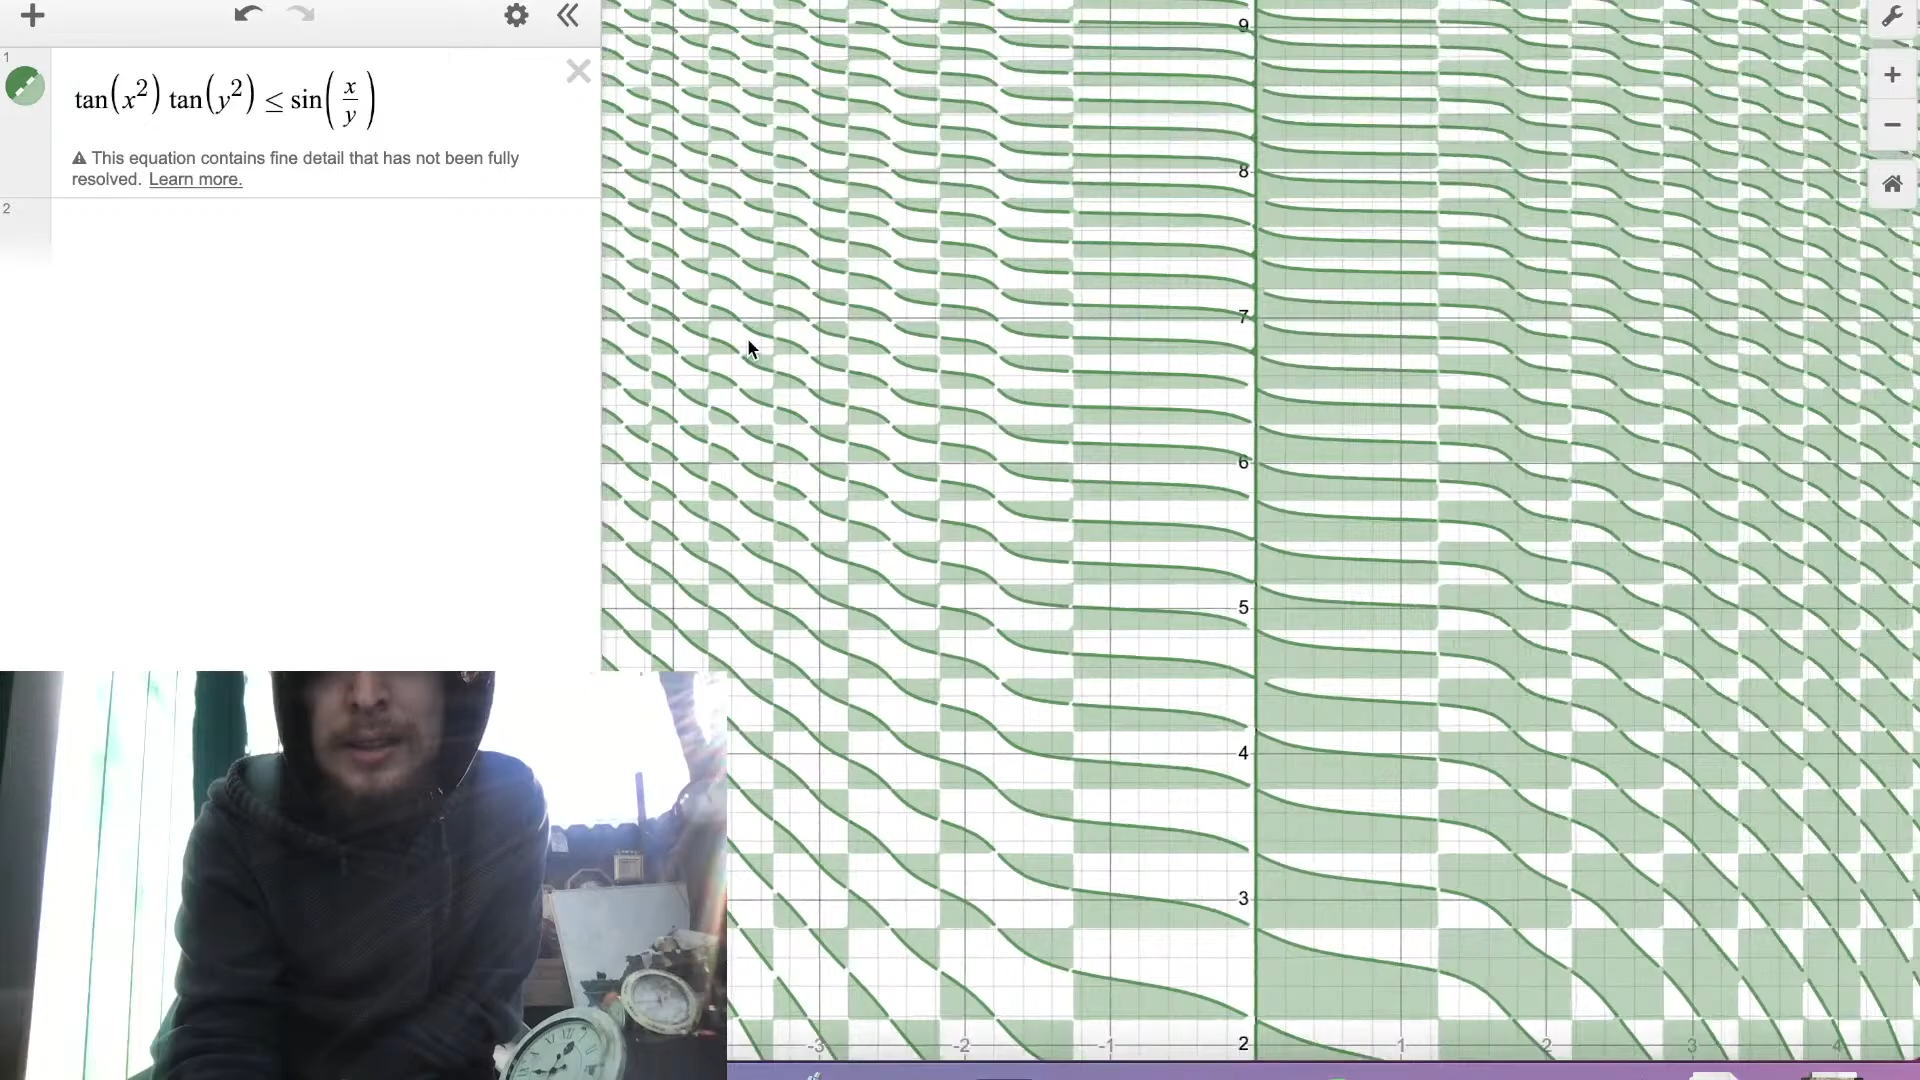 1
tan(x²) tan(y²) ≤ sin(x/y)
This equation contains fine detail that has not been fully
resolved. Learn more.
2
9
8
7
6
5
4
3
2
-3 -2 -1 1 2 3 4